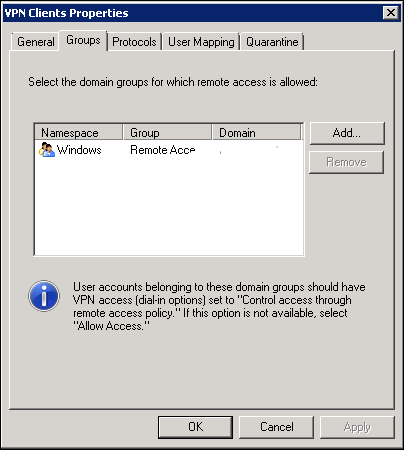 VPN Clients Properties
General Groups Protocols User Mapping Quarantine
Select the domain groups for which remote access is allowed:
Namespace Group Domain
Windows Remote Acce
Add...
Remove
User accounts belonging to these domain groups should have
VPN access (dial-in options) set to "Control access through
remote access policy." If this option is not available, select
"Allow Access."
OK Cancel Apply